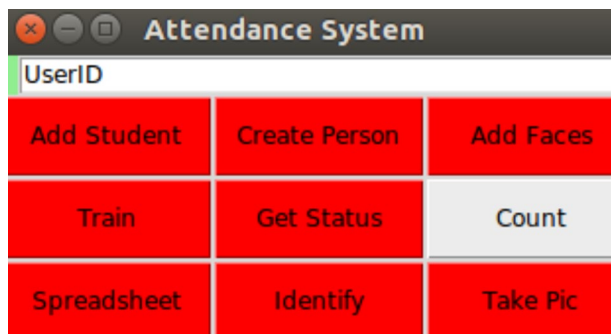 Attendance System
UserID
Add Student Create Person Add Faces
Train Get Status Count
Spreadsheet Identify Take Pic